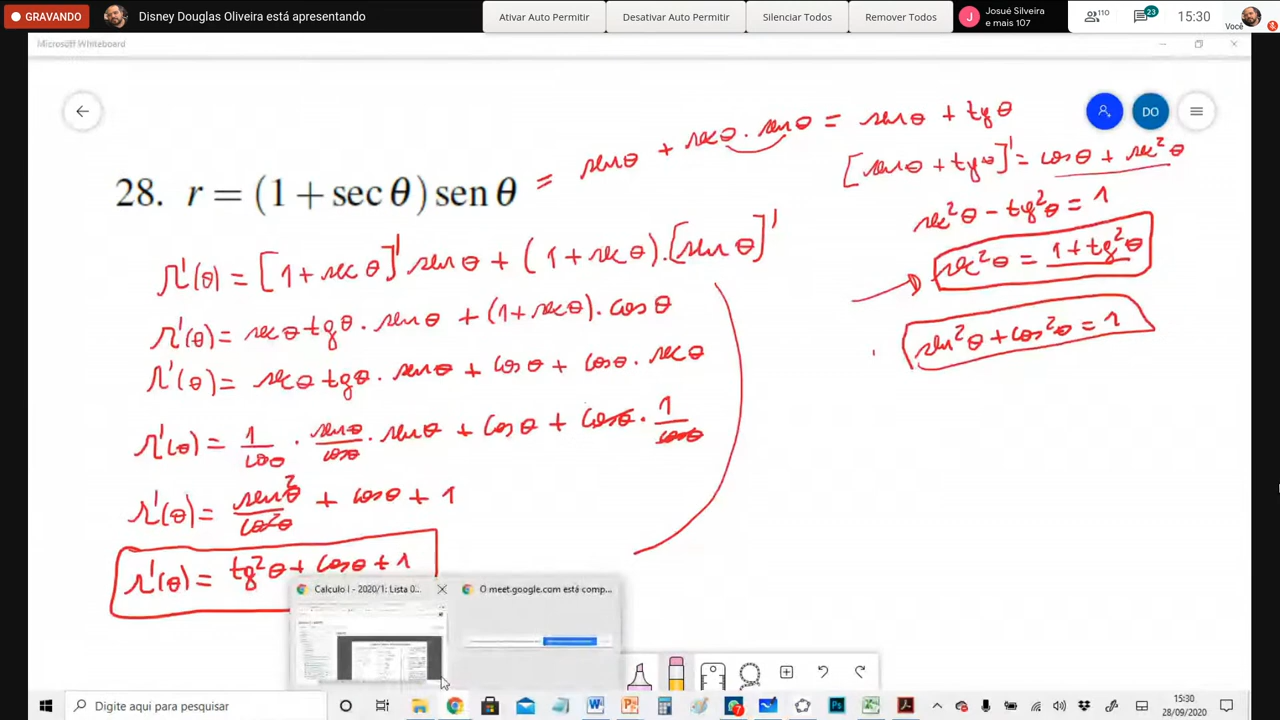 GRAVANDO
Disney Douglas Oliveira está apresentando
Ativar Auto Permitir
Desativar Auto Permitir
Silenciar Todos
Remover Todos
J
Josué Silveira
e mais 107
110
23
15:30
Você
Microsoft Whiteboard
DO
28. r = (1 + sec θ) sen θ = senθ + secθ · senθ = senθ + tgθ
[senθ + tgθ]' = cosθ + sec²θ
sec²θ - tg²θ = 1
sec²θ = 1 + tg²θ
sen²θ + cos²θ = 1
r'(θ) = [1 + sec θ]' senθ + (1 + secθ) · [senθ]'
r'(θ) = secθ tgθ · senθ + (1 + secθ) · cosθ
r'(θ) = secθ tgθ · senθ + cosθ + cosθ · secθ
r'(θ) = 1/cosθ · senθ/cosθ · senθ + cosθ + cosθ · 1/cosθ
r'(θ) = sen²θ/cos²θ + cosθ + 1
r'(θ) = tg²θ + cosθ + 1
Calculo I - 2020/1: Lista 0...
O meet.google.com está comp...
Digite aqui para pesquisar
15:30
28/09/2020